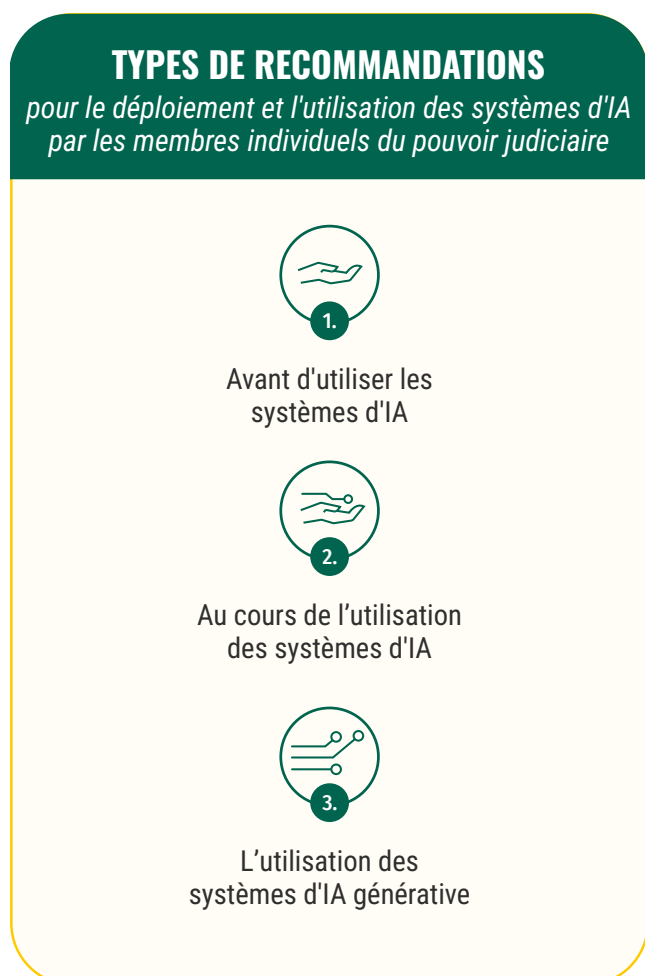 TYPES DE RECOMMANDATIONS
pour le déploiement et l'utilisation des systèmes d'IA
par les membres individuels du pouvoir judiciaire
1.
Avant d'utiliser les
systèmes d'IA
2.
Au cours de l’utilisation
des systèmes d'IA
3.
L’utilisation des
systèmes d'IA générative